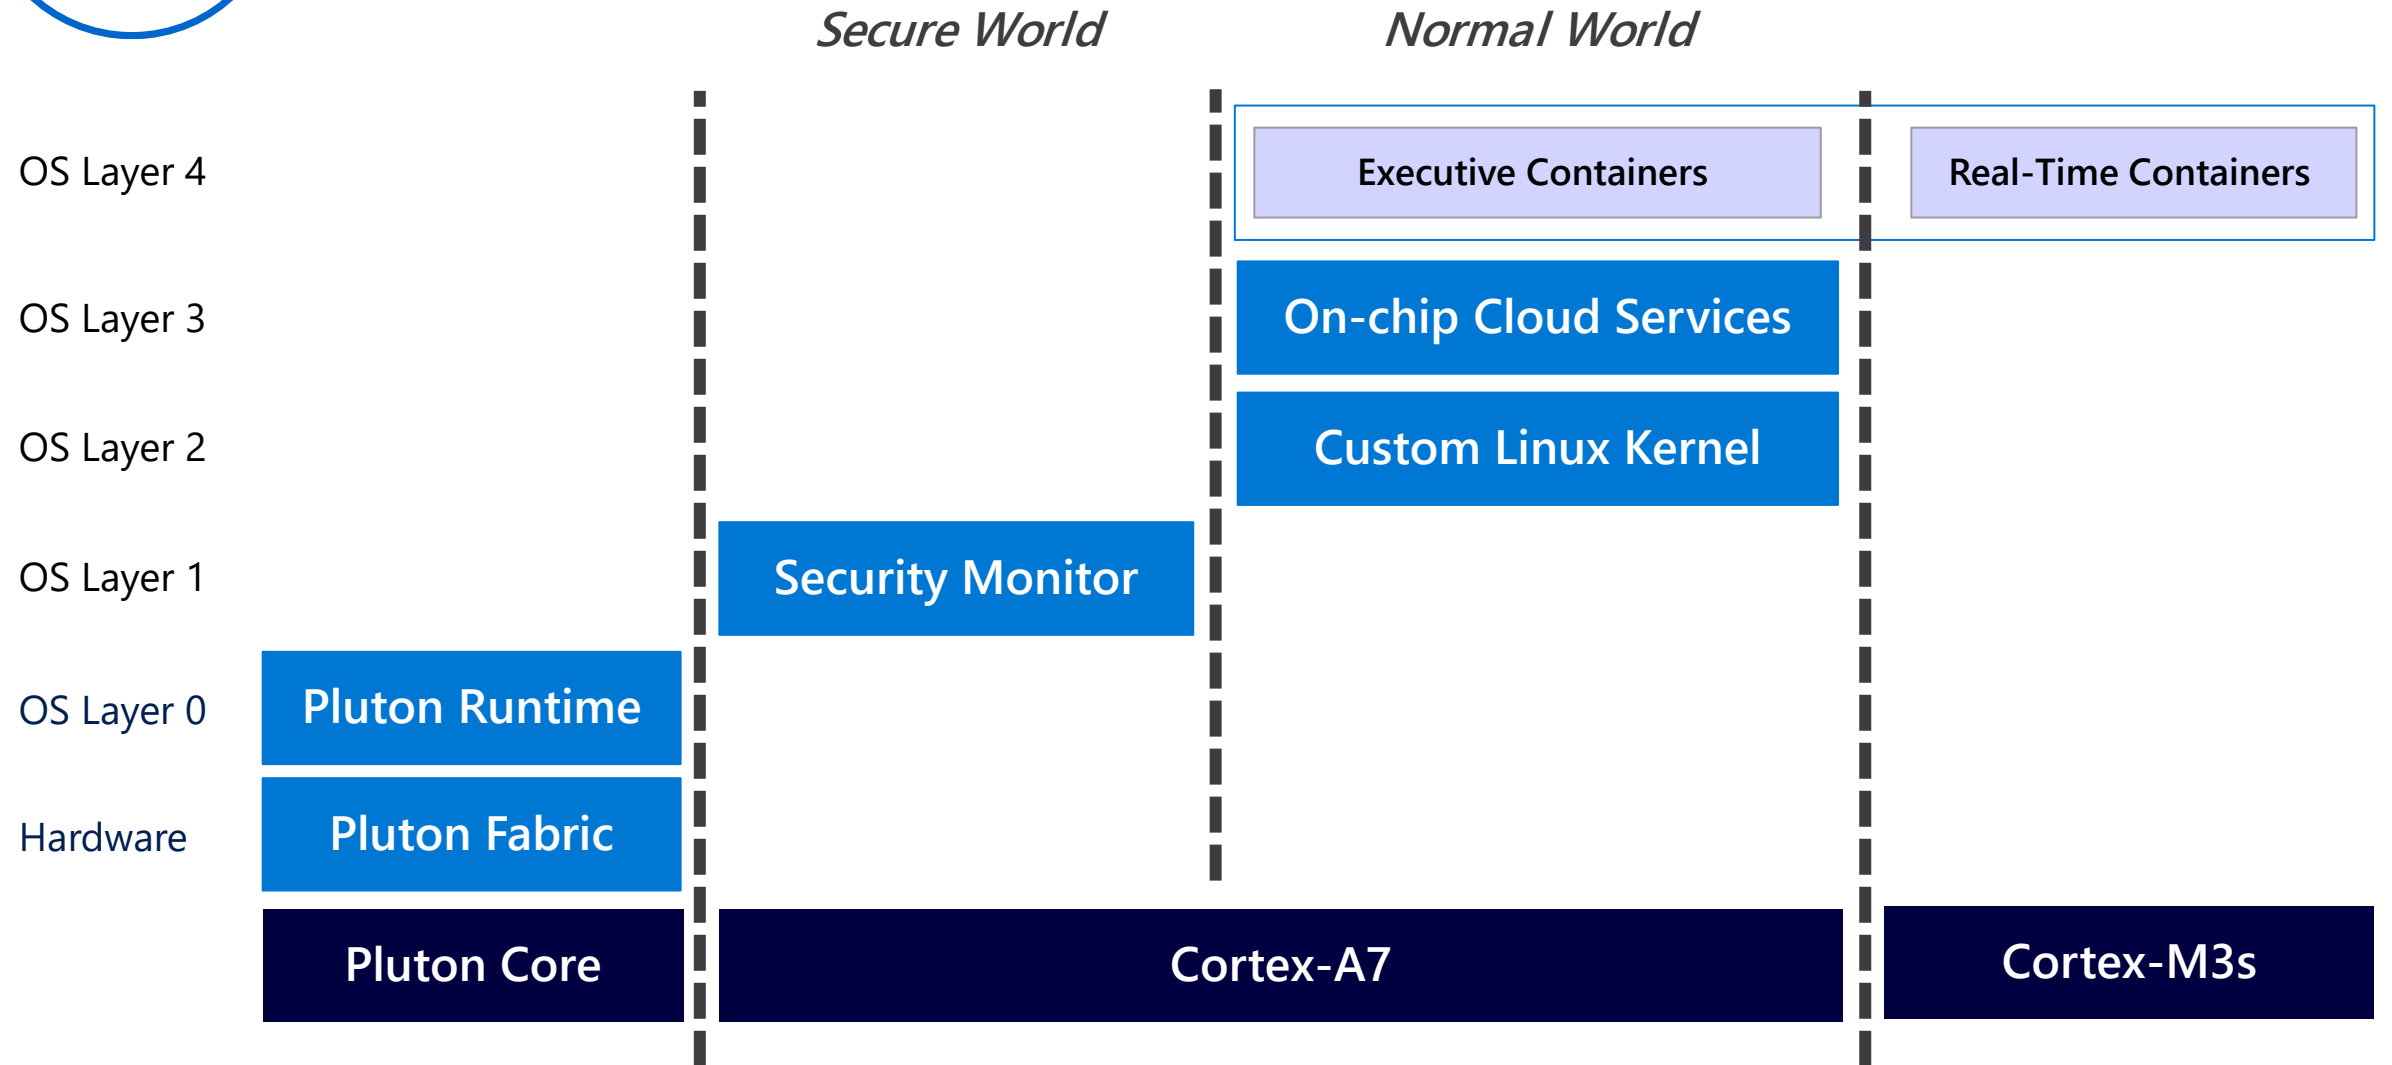 Secure World
Normal World
OS Layer 4
Executive Containers
Real-Time Containers
OS Layer 3
On-chip Cloud Services
OS Layer 2
Custom Linux Kernel
OS Layer 1
Security Monitor
OS Layer 0
Pluton Runtime
Hardware
Pluton Fabric
Pluton Core
Cortex-A7
Cortex-M3s